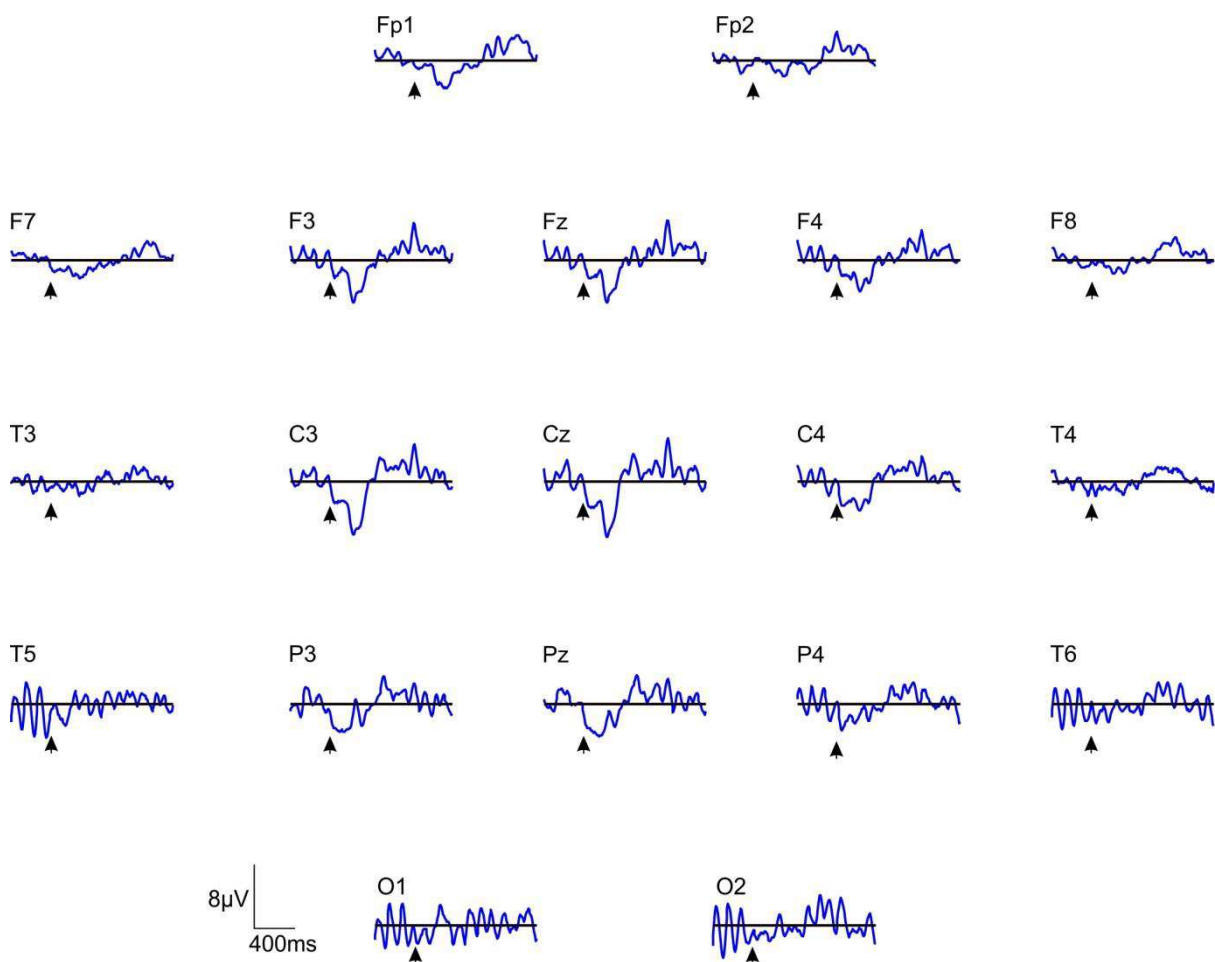 Fp1 Fp2
F7 F3 Fz F4 F8
T3 C3 Cz C4 T4
T5 P3 Pz P4 T6
O1 O2
8μV
400ms